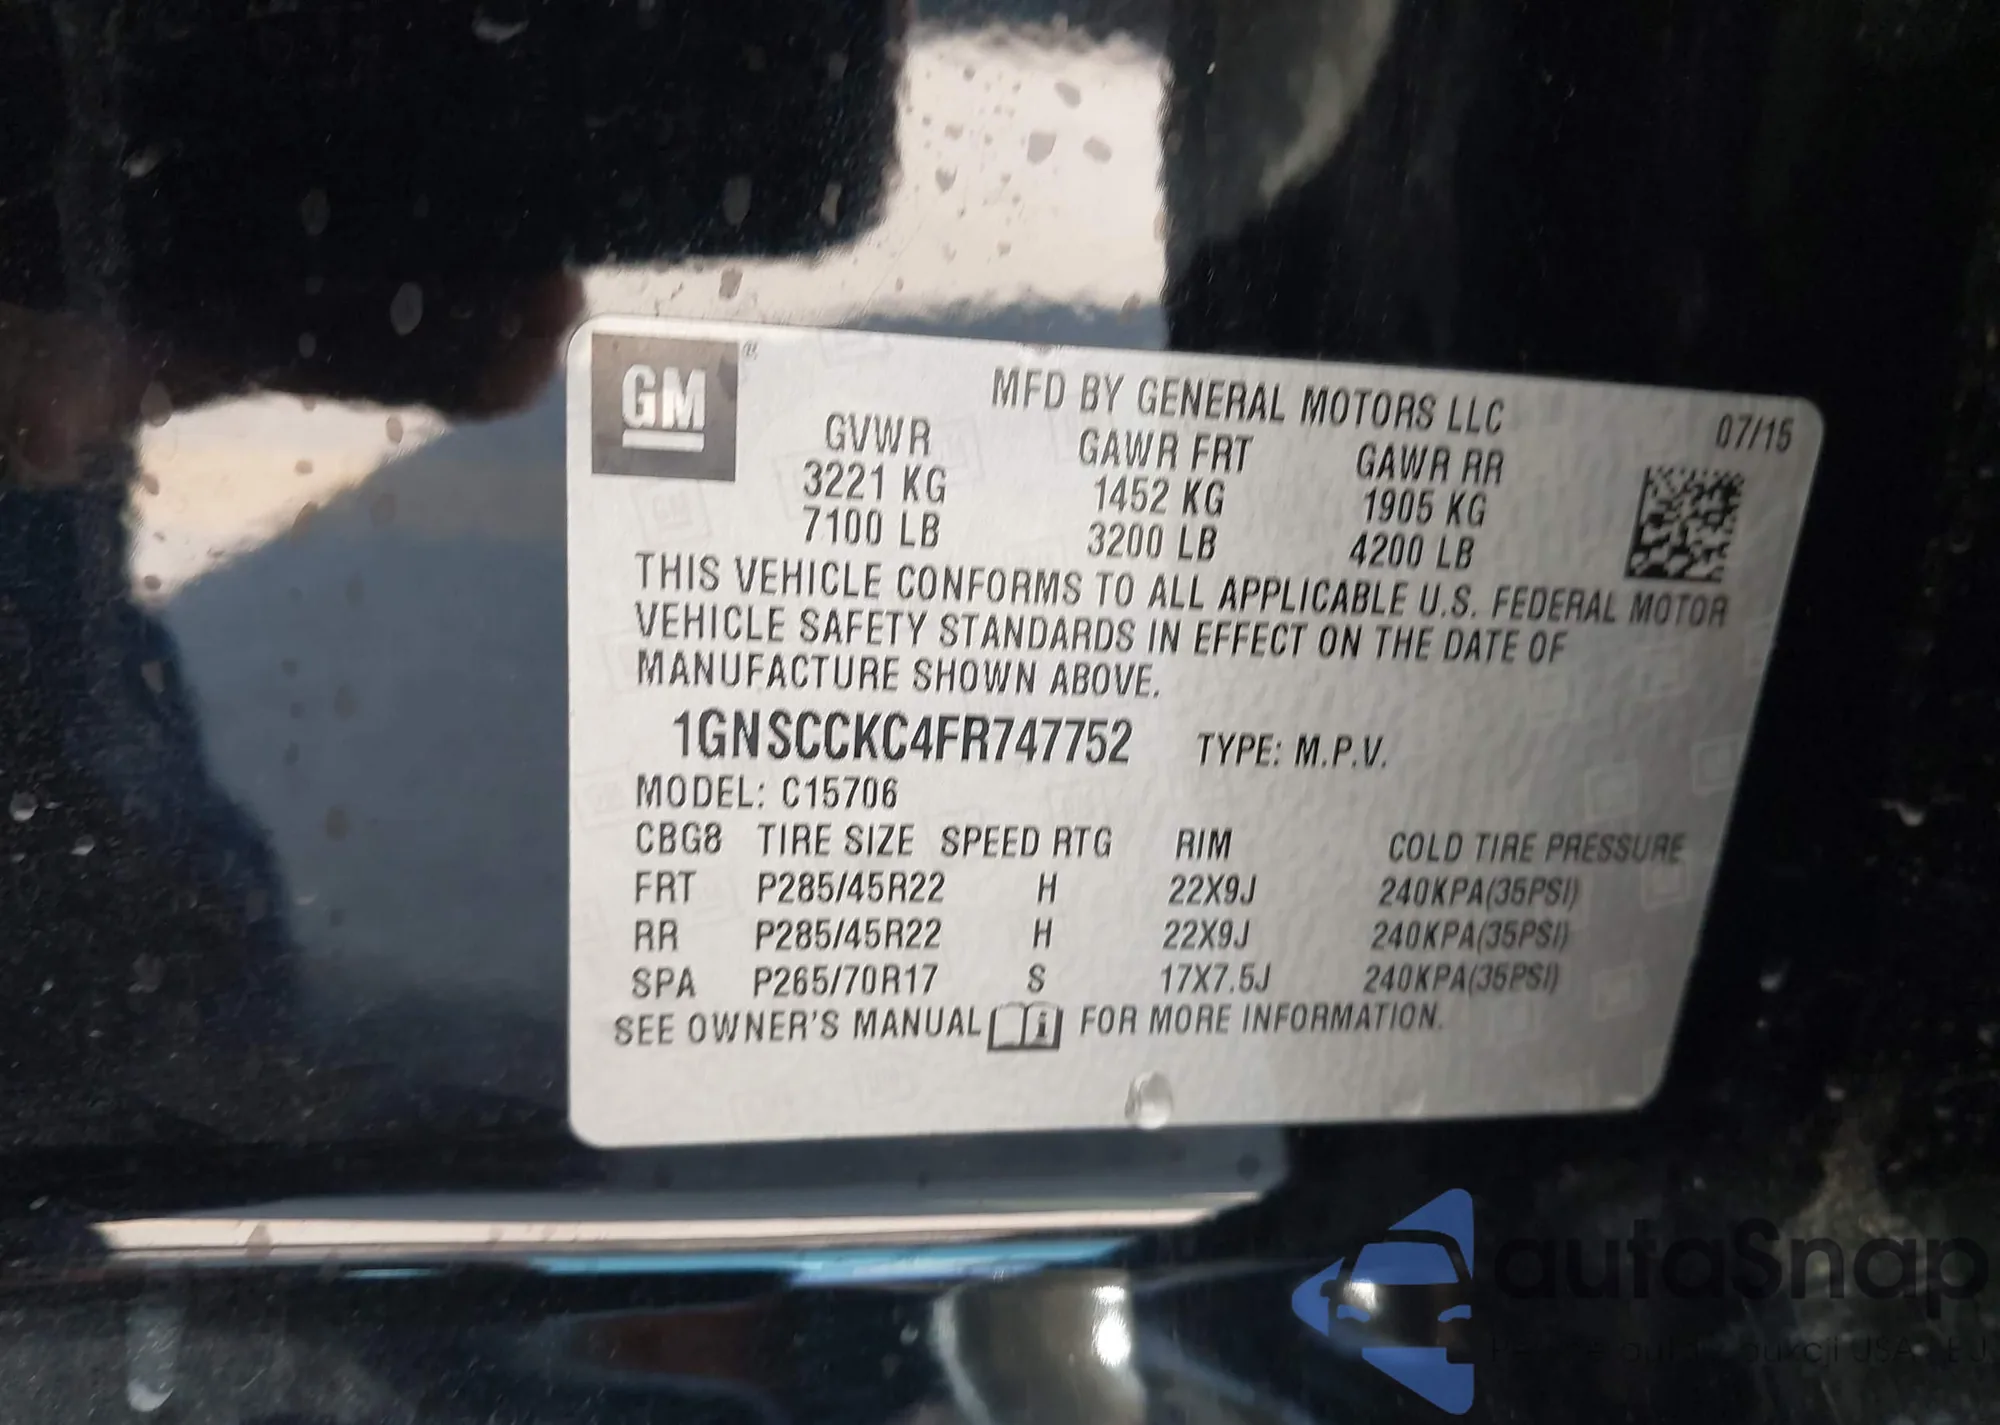 GM ®
MFD BY GENERAL MOTORS LLC
07/15
GVWR GAWR FRT GAWR RR
3221 KG 1452 KG 1905 KG
7100 LB 3200 LB 4200 LB
THIS VEHICLE CONFORMS TO ALL APPLICABLE U.S. FEDERAL MOTOR
VEHICLE SAFETY STANDARDS IN EFFECT ON THE DATE OF
MANUFACTURE SHOWN ABOVE.
1GNSCCKC4FR747752 TYPE: M.P.V.
MODEL: C15706
CBG8 TIRE SIZE SPEED RTG RIM COLD TIRE PRESSURE
FRT P285/45R22 H 22X9J 240KPA(35PSI)
RR P285/45R22 H 22X9J 240KPA(35PSI)
SPA P265/70R17 S 17X7.5J 240KPA(35PSI)
SEE OWNER'S MANUAL i FOR MORE INFORMATION.
autaSnap